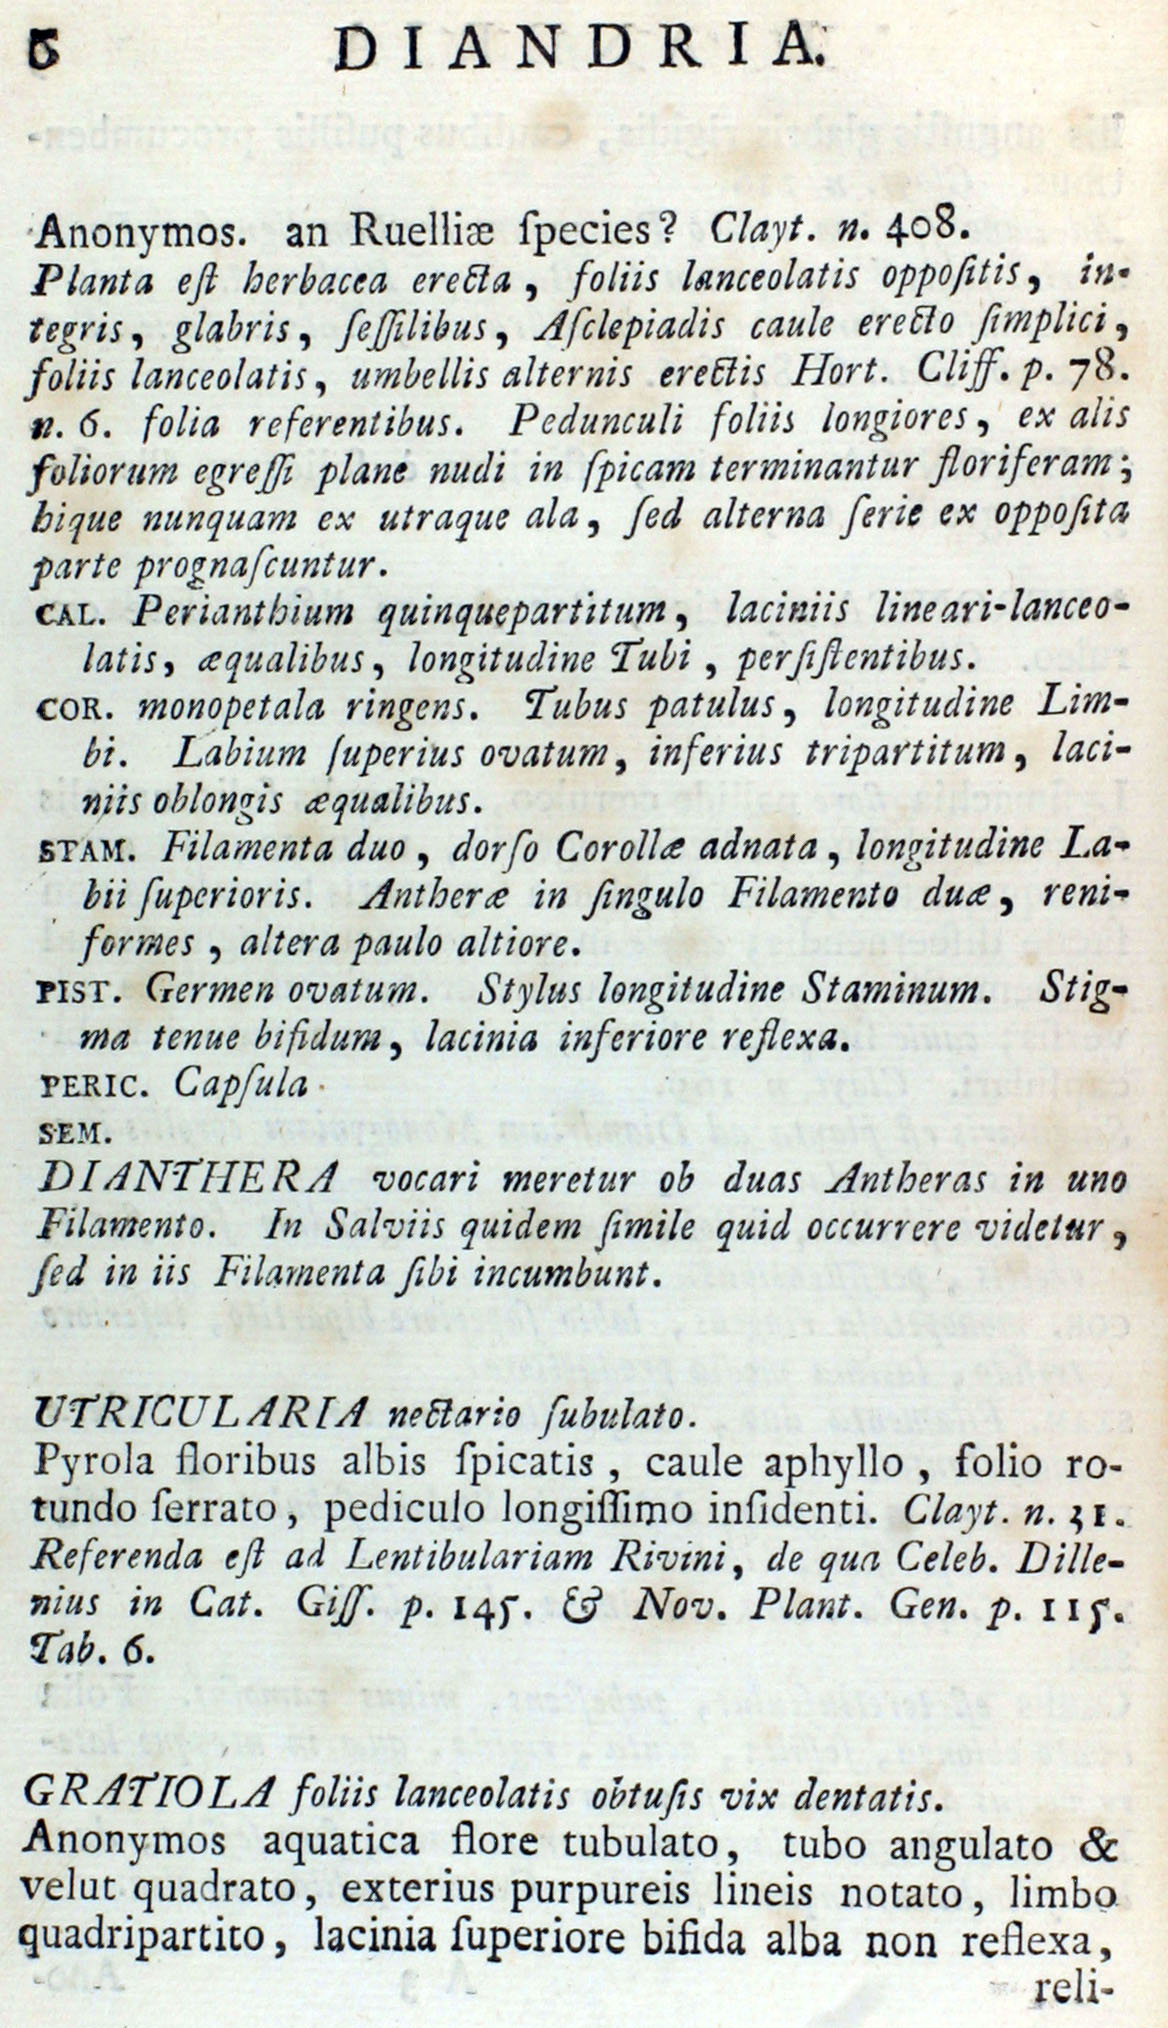 6 DIANDRIA.
Anonymos. an Ruelliæ ſpecies? Clayt. n. 408.
Planta eſt herbacea erecta, foliis lanceolatis oppoſitis, in-
tegris, glabris, ſeſſilibus, Aſclepiadis caule erecto ſimplici,
foliis lanceolatis, umbellis alternis erectis Hort. Cliff. p. 78.
n. 6. folia referentibus. Pedunculi foliis longiores, ex alis
foliorum egreſſi plane nudi in ſpicam terminantur floriferam;
hique nunquam ex utraque ala, ſed alterna ſerie ex oppoſita
parte prognaſcuntur.
CAL. Perianthium quinquepartitum, laciniis lineari-lanceo-
latis, æqualibus, longitudine Tubi, perſiſtentibus.
COR. monopetala ringens. Tubus patulus, longitudine Lim-
bi. Labium ſuperius ovatum, inferius tripartitum, laci-
niis oblongis æqualibus.
STAM. Filamenta duo, dorſo Corollæ adnata, longitudine La-
bii ſuperioris. Antheræ in ſingulo Filamento duæ, reni-
formes, altera paulo altiore.
PIST. Germen ovatum. Stylus longitudine Staminum. Stig-
ma tenue bifidum, lacinia inferiore reflexa.
PERIC. Capſula
SEM.
DIANTHERA vocari meretur ob duas Antheras in uno
Filamento. In Salviis quidem ſimile quid occurrere videtur,
ſed in iis Filamenta ſibi incumbunt.
UTRICULARIA nectario ſubulato.
Pyrola floribus albis ſpicatis, caule aphyllo, folio ro-
tundo ſerrato, pediculo longiſſimo inſidenti. Clayt. n. 31.
Referenda eſt ad Lentibulariam Rivini, de qua Celeb. Dille-
nius in Cat. Giſſ. p. 145. & Nov. Plant. Gen. p. 115.
Tab. 6.
GRATIOLA foliis lanceolatis obtuſis vix dentatis.
Anonymos aquatica flore tubulato, tubo angulato &
velut quadrato, exterius purpureis lineis notato, limbo
quadripartito, lacinia ſuperiore bifida alba non reflexa,
reli-